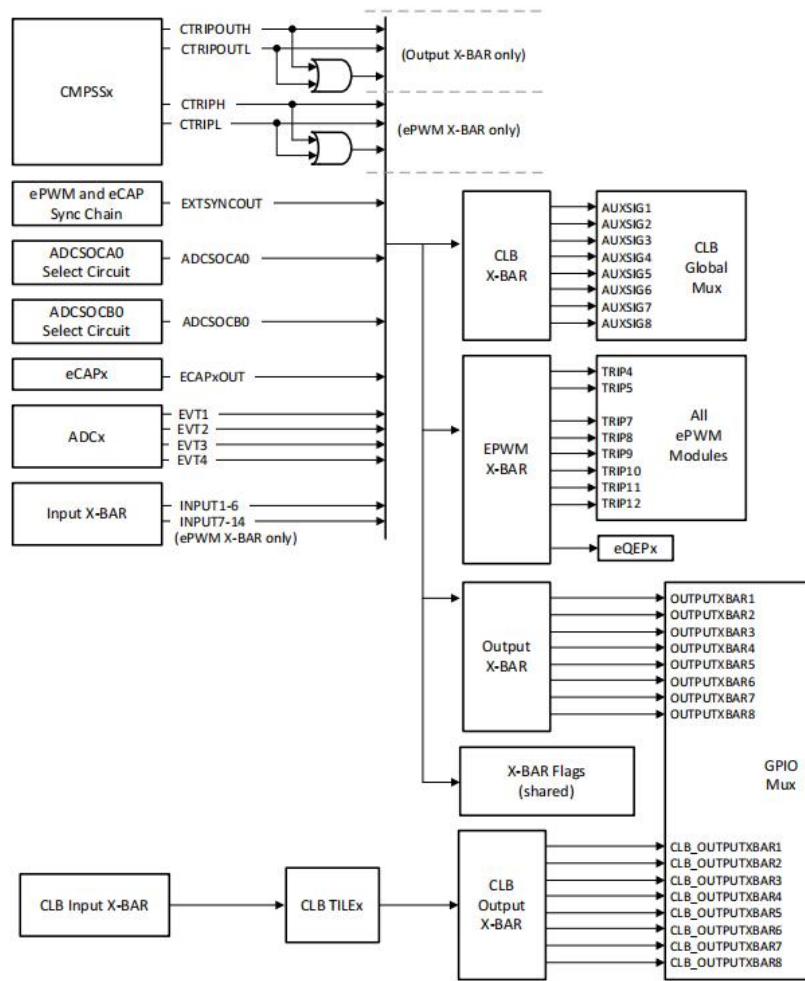 CTRIPOUTH
CTRIPOUTL
(Output X-BAR only)
CMPSSx
CTRIPH
CTRIPL
(ePWM X-BAR only)
ePWM and eCAP
Sync Chain
EXTSYNCOUT
ADCSOCA0
Select Circuit
ADCSOCA0
ADCSOCB0
Select Circuit
ADCSOCB0
eCAPx
ECAPxOUT
ADCx
EVT1
EVT2
EVT3
EVT4
Input X-BAR
INPUT1-6
INPUT7-14
(ePWM X-BAR only)
CLB
X-BAR
AUXSIG1
AUXSIG2
AUXSIG3
AUXSIG4
AUXSIG5
AUXSIG6
AUXSIG7
AUXSIG8
CLB
Global
Mux
EPWM
X-BAR
TRIP4
TRIP5
TRIP7
TRIP8
TRIP9
TRIP10
TRIP11
TRIP12
All
ePWM
Modules
eQEPx
Output
X-BAR
OUTPUTXBAR1
OUTPUTXBAR2
OUTPUTXBAR3
OUTPUTXBAR4
OUTPUTXBAR5
OUTPUTXBAR6
OUTPUTXBAR7
OUTPUTXBAR8
GPIO
Mux
X-BAR Flags
(shared)
CLB Input X-BAR
CLB TILEx
CLB
Output
X-BAR
CLB_OUTPUTXBAR1
CLB_OUTPUTXBAR2
CLB_OUTPUTXBAR3
CLB_OUTPUTXBAR4
CLB_OUTPUTXBAR5
CLB_OUTPUTXBAR6
CLB_OUTPUTXBAR7
CLB_OUTPUTXBAR8